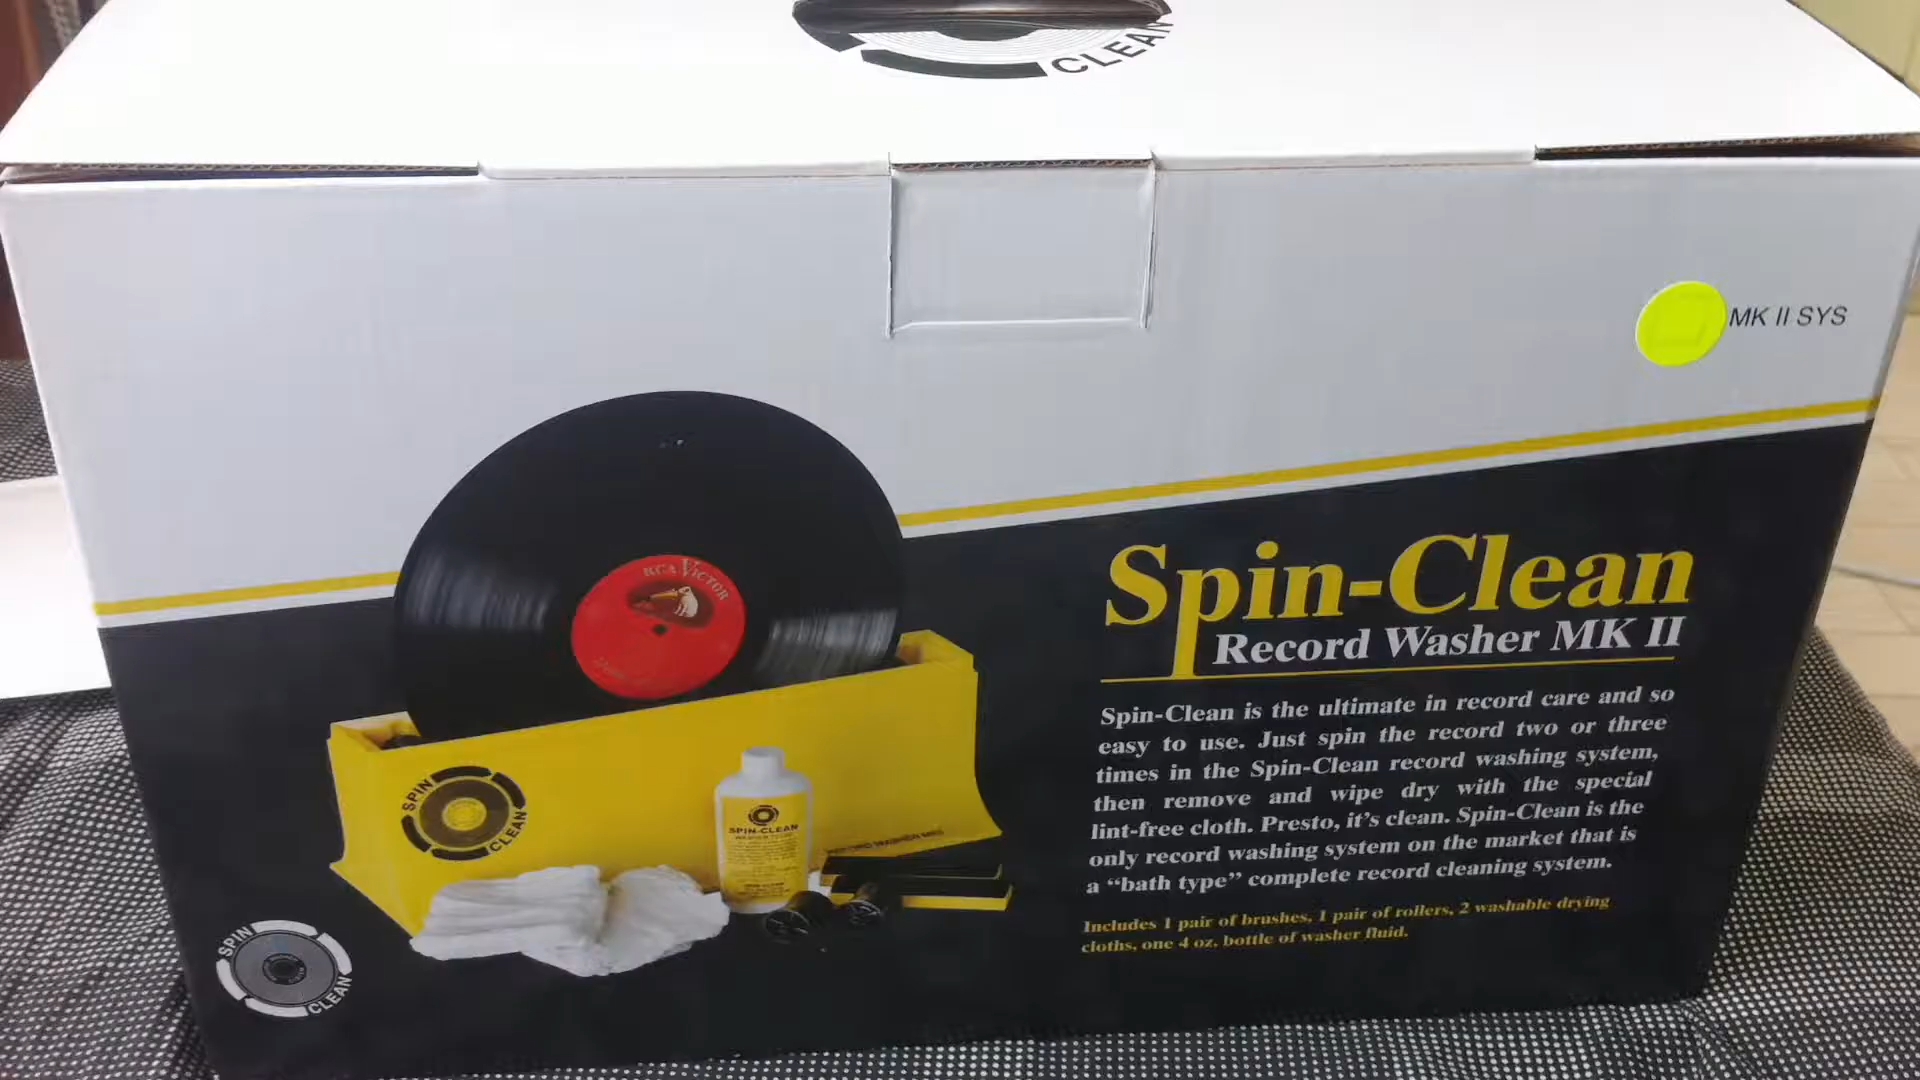 CLEAN
MK II SYS
RCA VICTOR
Spin-Clean
Record Washer MK II
Spin-Clean is the ultimate in record care and so
easy to use. Just spin the record two or three
times in the Spin-Clean record washing system,
then remove and wipe dry with the special
lint-free cloth. Presto, it's clean. Spin-Clean is the
only record washing system on the market that is
a “bath type” complete record cleaning system.
Includes 1 pair of brushes, 1 pair of rollers, 2 washable drying
cloths, one 4 oz. bottle of washer fluid.
SPIN
CLEAN
SPIN-CLEAN
RECORD WASHER MKII
SPIN
CLEAN